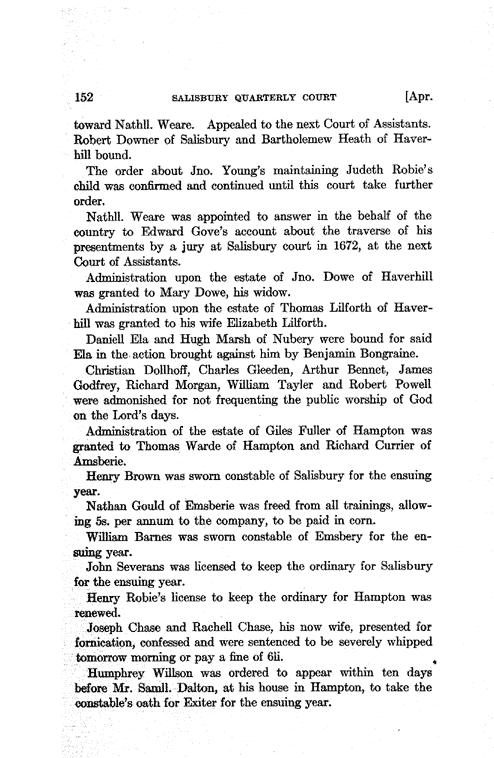 152 SALISBURY QUARTERLY COURT [Apr.
toward Nathll. Weare. Appealed to the next Court of Assistants.
Robert Downer of Salisbury and Bartholemew Heath of Haver-
hill bound.
The order about Jno. Young's maintaining Judeth Robie's
child was confirmed and continued until this court take further
order.
Nathll. Weare was appointed to answer in the behalf of the
country to Edward Gove's account about the traverse of his
presentments by a jury at Salisbury court in 1672, at the next
Court of Assistants.
Administration upon the estate of Jno. Dowe of Haverhill
was granted to Mary Dowe, his widow.
Administration upon the estate of Thomas Lilforth of Haver-
hill was granted to his wife Elizabeth Lilforth.
Daniell Ela and Hugh Marsh of Nubery were bound for said
Ela in the action brought against him by Benjamin Bongraine.
Christian Dollhoff, Charles Gleeden, Arthur Bennet, James
Godfrey, Richard Morgan, William Tayler and Robert Powell
were admonished for not frequenting the public worship of God
on the Lord's days.
Administration of the estate of Giles Fuller of Hampton was
granted to Thomas Warde of Hampton and Richard Currier of
Amsberie.
Henry Brown was sworn constable of Salisbury for the ensuing
year.
Nathan Gould of Emsberie was freed from all trainings, allow-
ing 5s. per annum to the company, to be paid in corn.
William Barnes was sworn constable of Emsbery for the en-
suing year.
John Severans was licensed to keep the ordinary for Salisbury
for the ensuing year.
Henry Robie's license to keep the ordinary for Hampton was
renewed.
Joseph Chase and Rachell Chase, his now wife, presented for
fornication, confessed and were sentenced to be severely whipped
tomorrow morning or pay a fine of 6li.
Humphrey Willson was ordered to appear within ten days
before Mr. Samll. Dalton, at his house in Hampton, to take the
constable's oath for Exiter for the ensuing year.